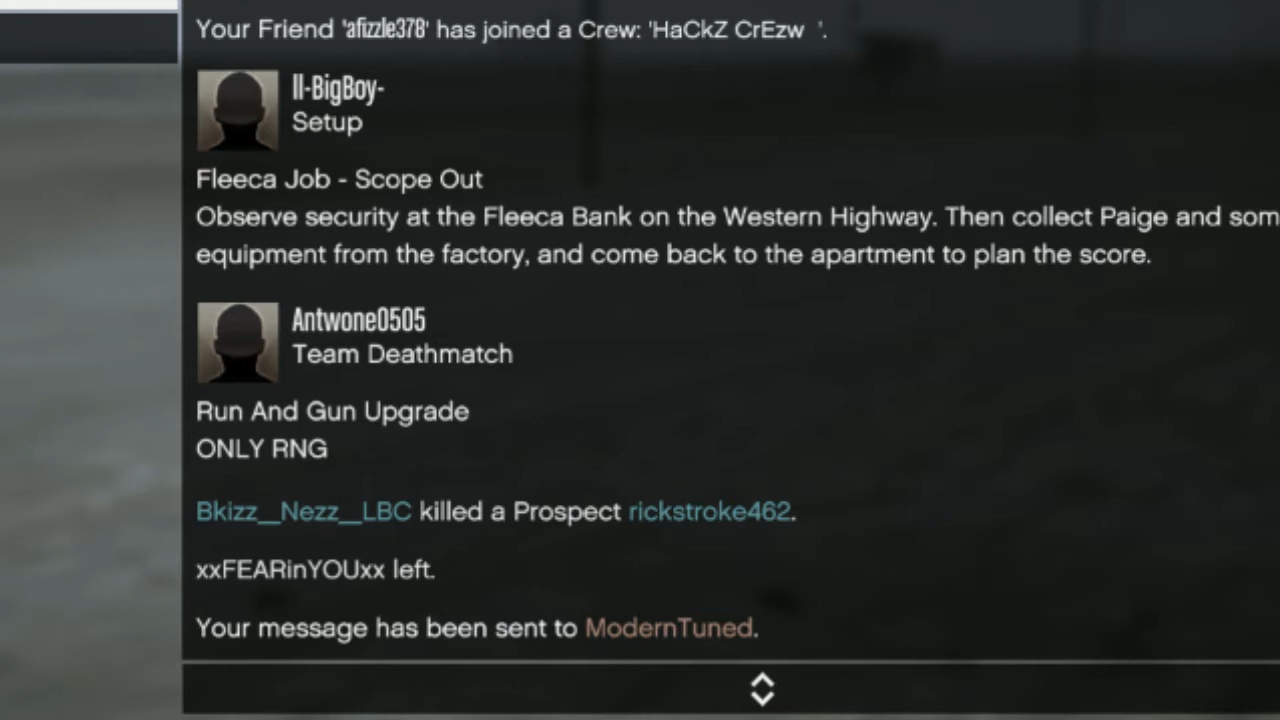 Your Friend 'afizzle378' has joined a Crew: 'HaCkZ CrEzw '.
ll-BigBoy-
Setup
Fleeca Job - Scope Out
Observe security at the Fleeca Bank on the Western Highway. Then collect Paige and som
equipment from the factory, and come back to the apartment to plan the score.
Antwone0505
Team Deathmatch
Run And Gun Upgrade
ONLY RNG
Bkizz__Nezz__LBC killed a Prospect rickstroke462.
xxFEARinYOUxx left.
Your message has been sent to ModernTuned.